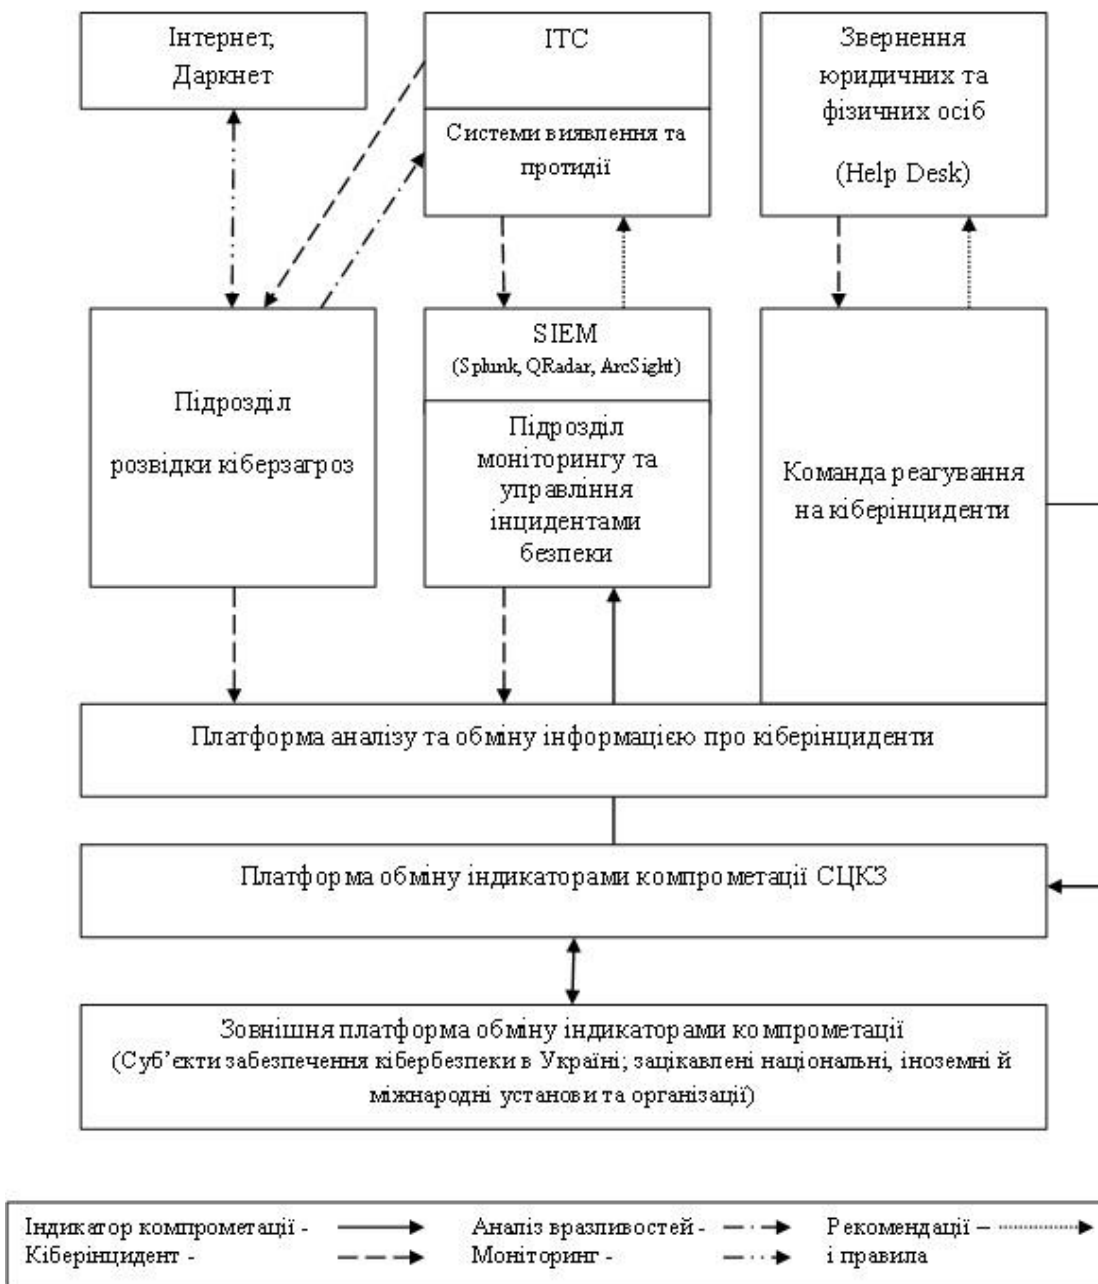 Інтернет,
Даркнет
ІТС
Системи виявлення та
протидії
Звернення
юридичних та
фізичних осіб
(Help Desk)
Підрозділ
розвідки кіберзагроз
SIEM
(Splunk, QRadar, ArcSight)
Підрозділ
моніторингу та
управління
інцидентами
безпеки
Команда реагування
на кіберінциденти
Платформа аналізу та обміну інформацією про кіберінциденти
Платформа обміну індикаторами компрометації СЦКЗ
Зовнішня платформа обміну індикаторами компрометації
(Суб’єкти забезпечення кібербезпеки в Україні; зацікавлені національні, іноземні й
міжнародні установи та організації)
Індикатор компрометації - Аналіз вразливостей - Рекомендації –
Кіберінцидент - Моніторинг - і правила